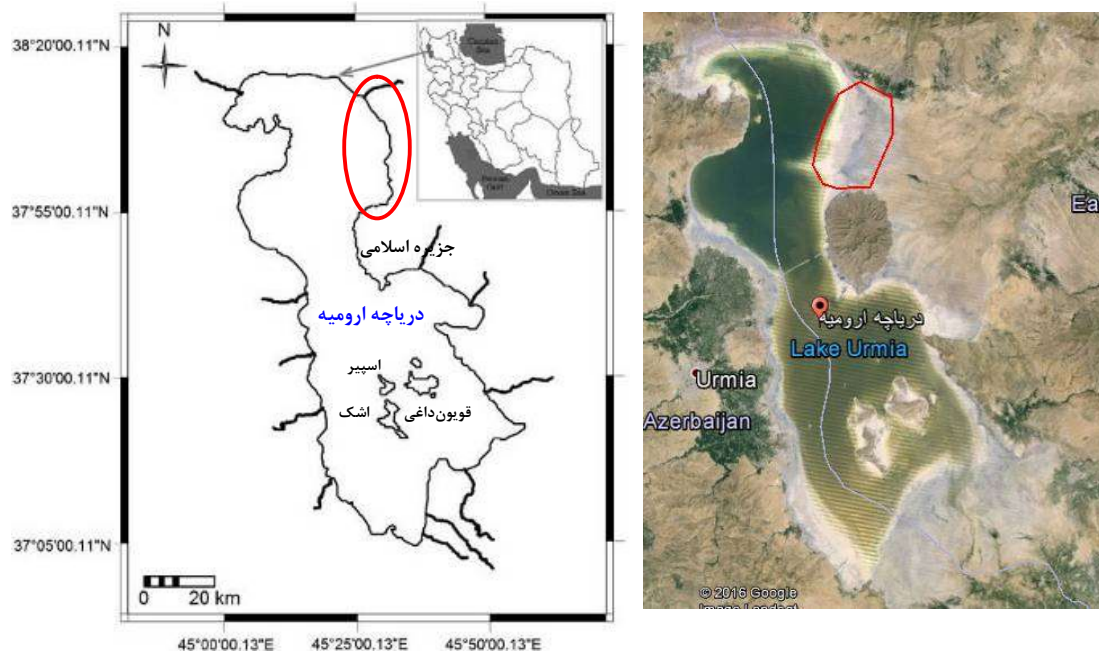 38°20'00.11"N
N
Caspian
Sea
Persian
Gulf
Oman Sea
37°55'00.11"N
جزیره اسلامی
دریاچه ارومیه
37°30'00.11"N
اسپیر
اشک
قویون‌داغی
37°05'00.11"N
0 20 km
45°00'00.13"E 45°25'00.13"E 45°50'00.13"E
Ea
دریاچه ارومیه
Lake Urmia
Urmia
Azerbaijan
© 2016 Google
Image Landsat